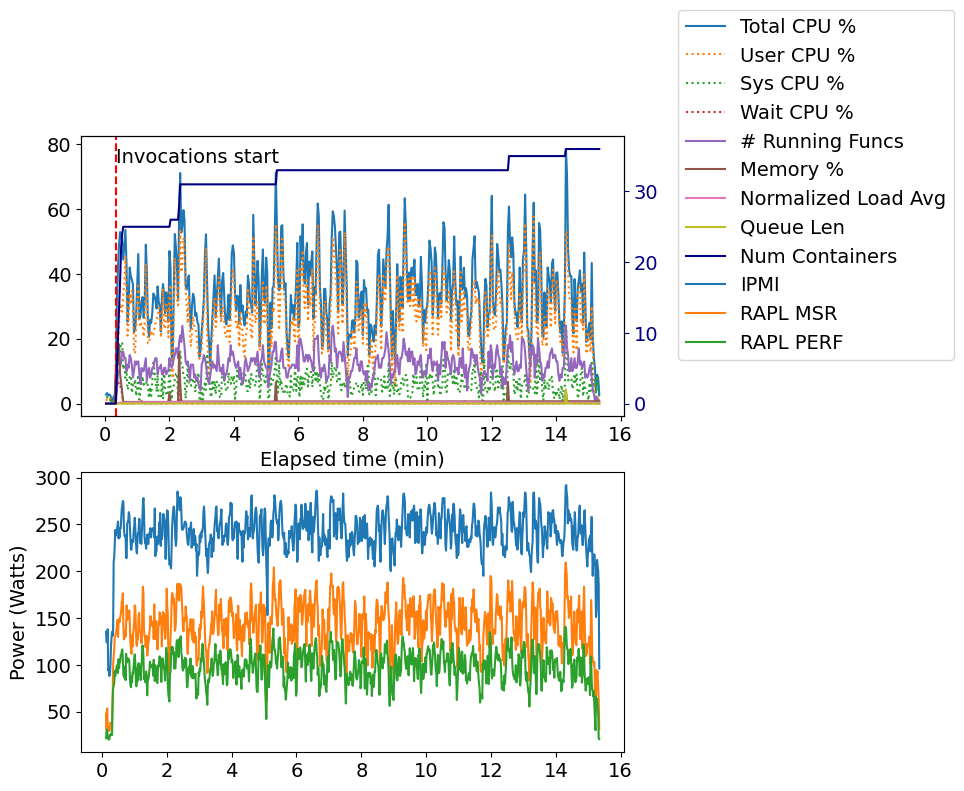 Total CPU %
User CPU %
Sys CPU %
Wait CPU %
# Running Funcs
Memory %
Normalized Load Avg
Queue Len
Num Containers
IPMI
RAPL MSR
RAPL PERF
Invocations start
80
60
40
20
0
30
20
10
0
0 2 4 6 8 10 12 14 16
Elapsed time (min)
Power (Watts)
300
250
200
150
100
50
0 2 4 6 8 10 12 14 16